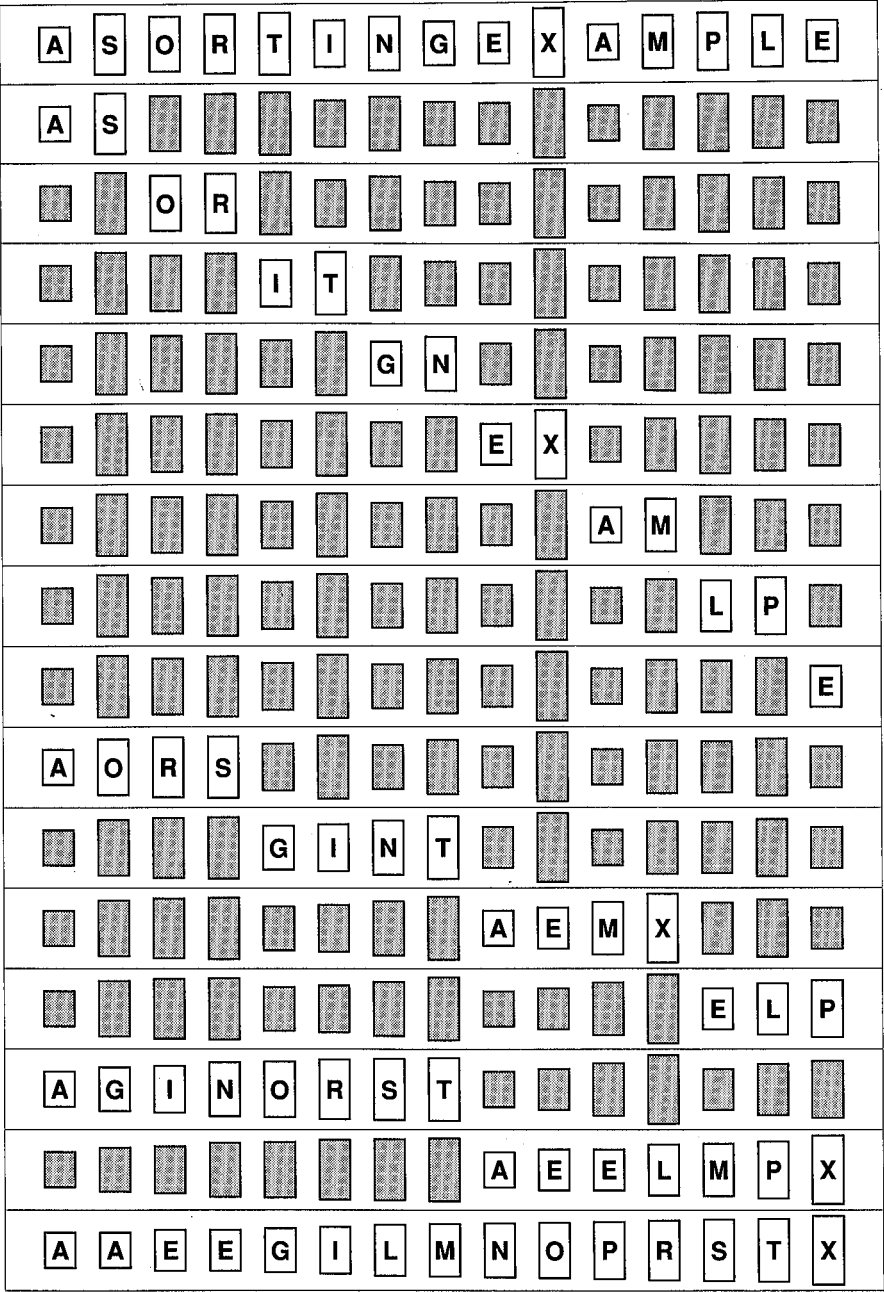 A S O R T I N G E X A M P L E
A S
O R
I T
G N
E X
A M
L P
E
A O R S
G I N T
A E M X
E L P
A G I N O R S T
A E E L M P X
A A E E G I L M N O P R S T X